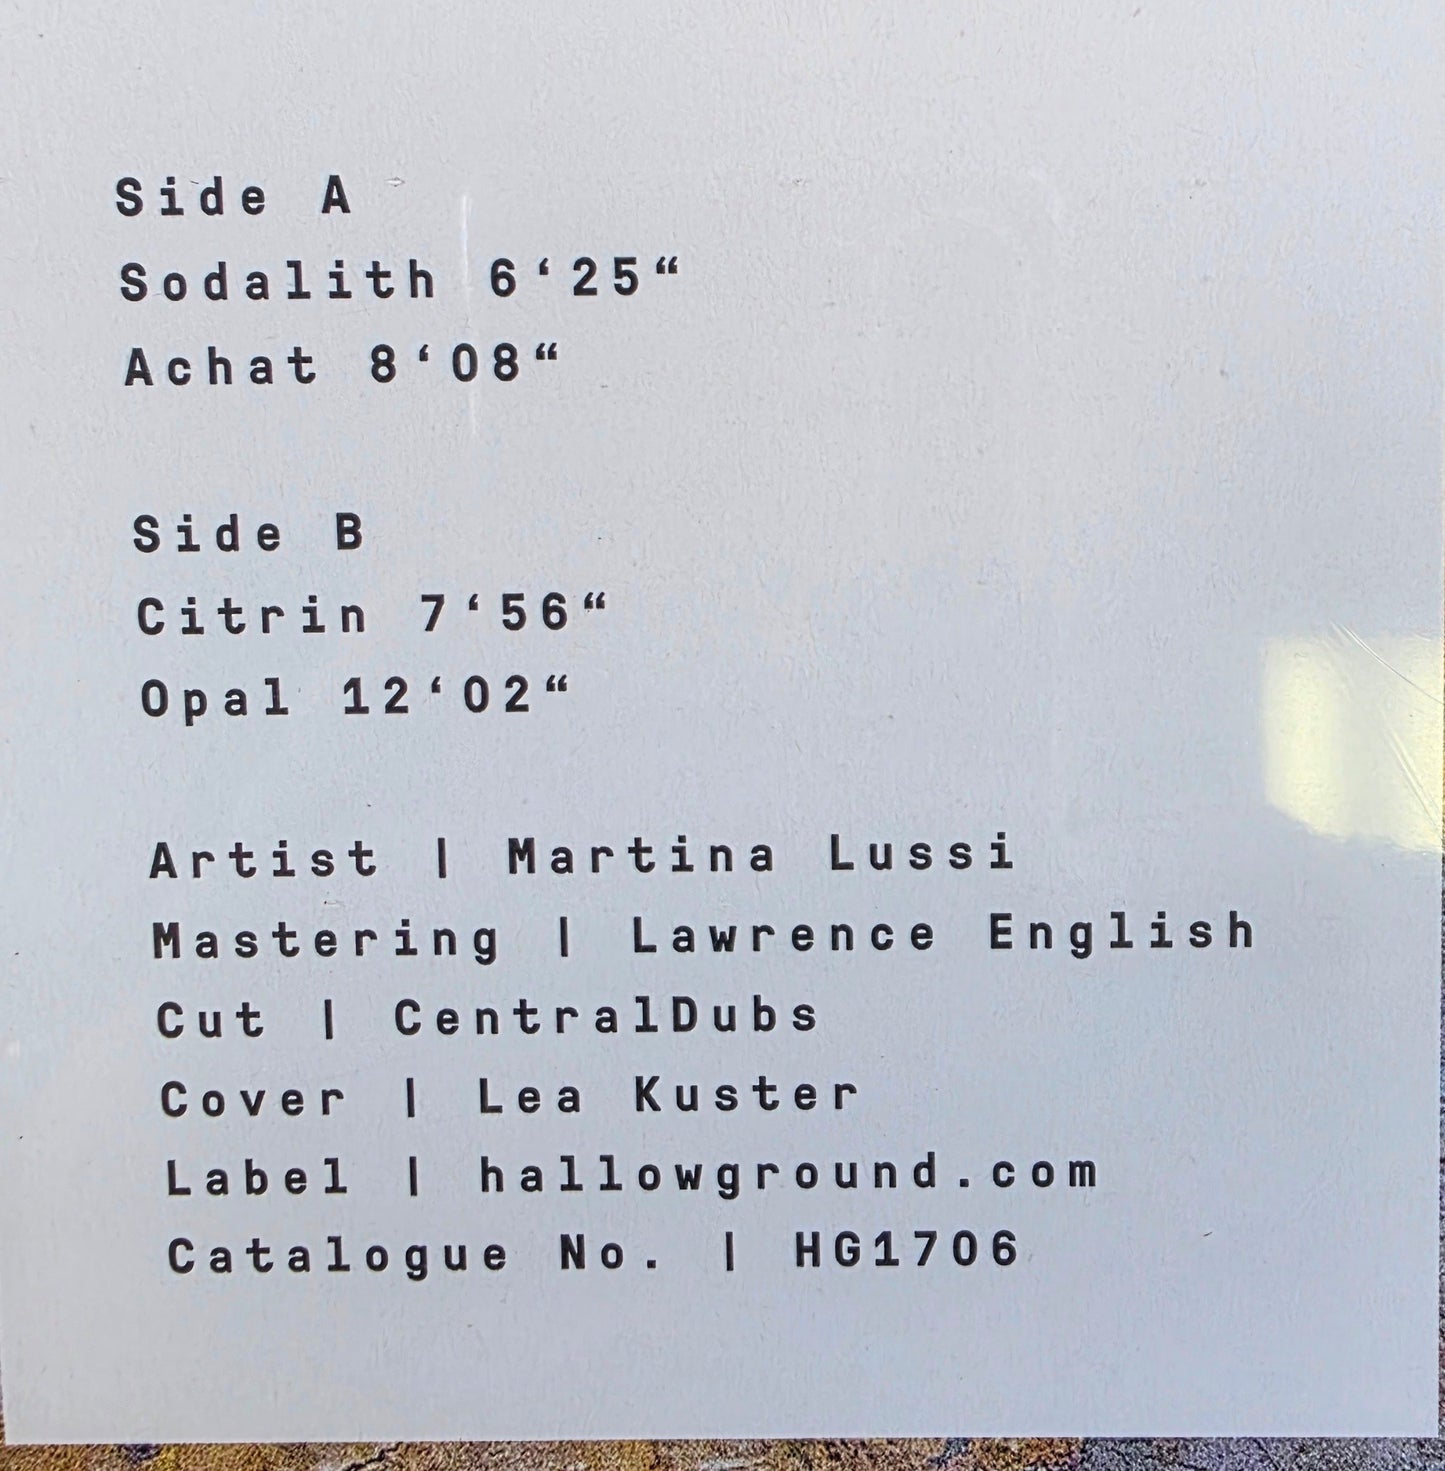 Side A
Sodalith 6‘25“
Achat 8‘08“
Side B
Citrin 7‘56“
Opal 12‘02“
Artist | Martina Lussi
Mastering | Lawrence English
Cut | CentralDubs
Cover | Lea Kuster
Label | hallowground.com
Catalogue No. | HG1706